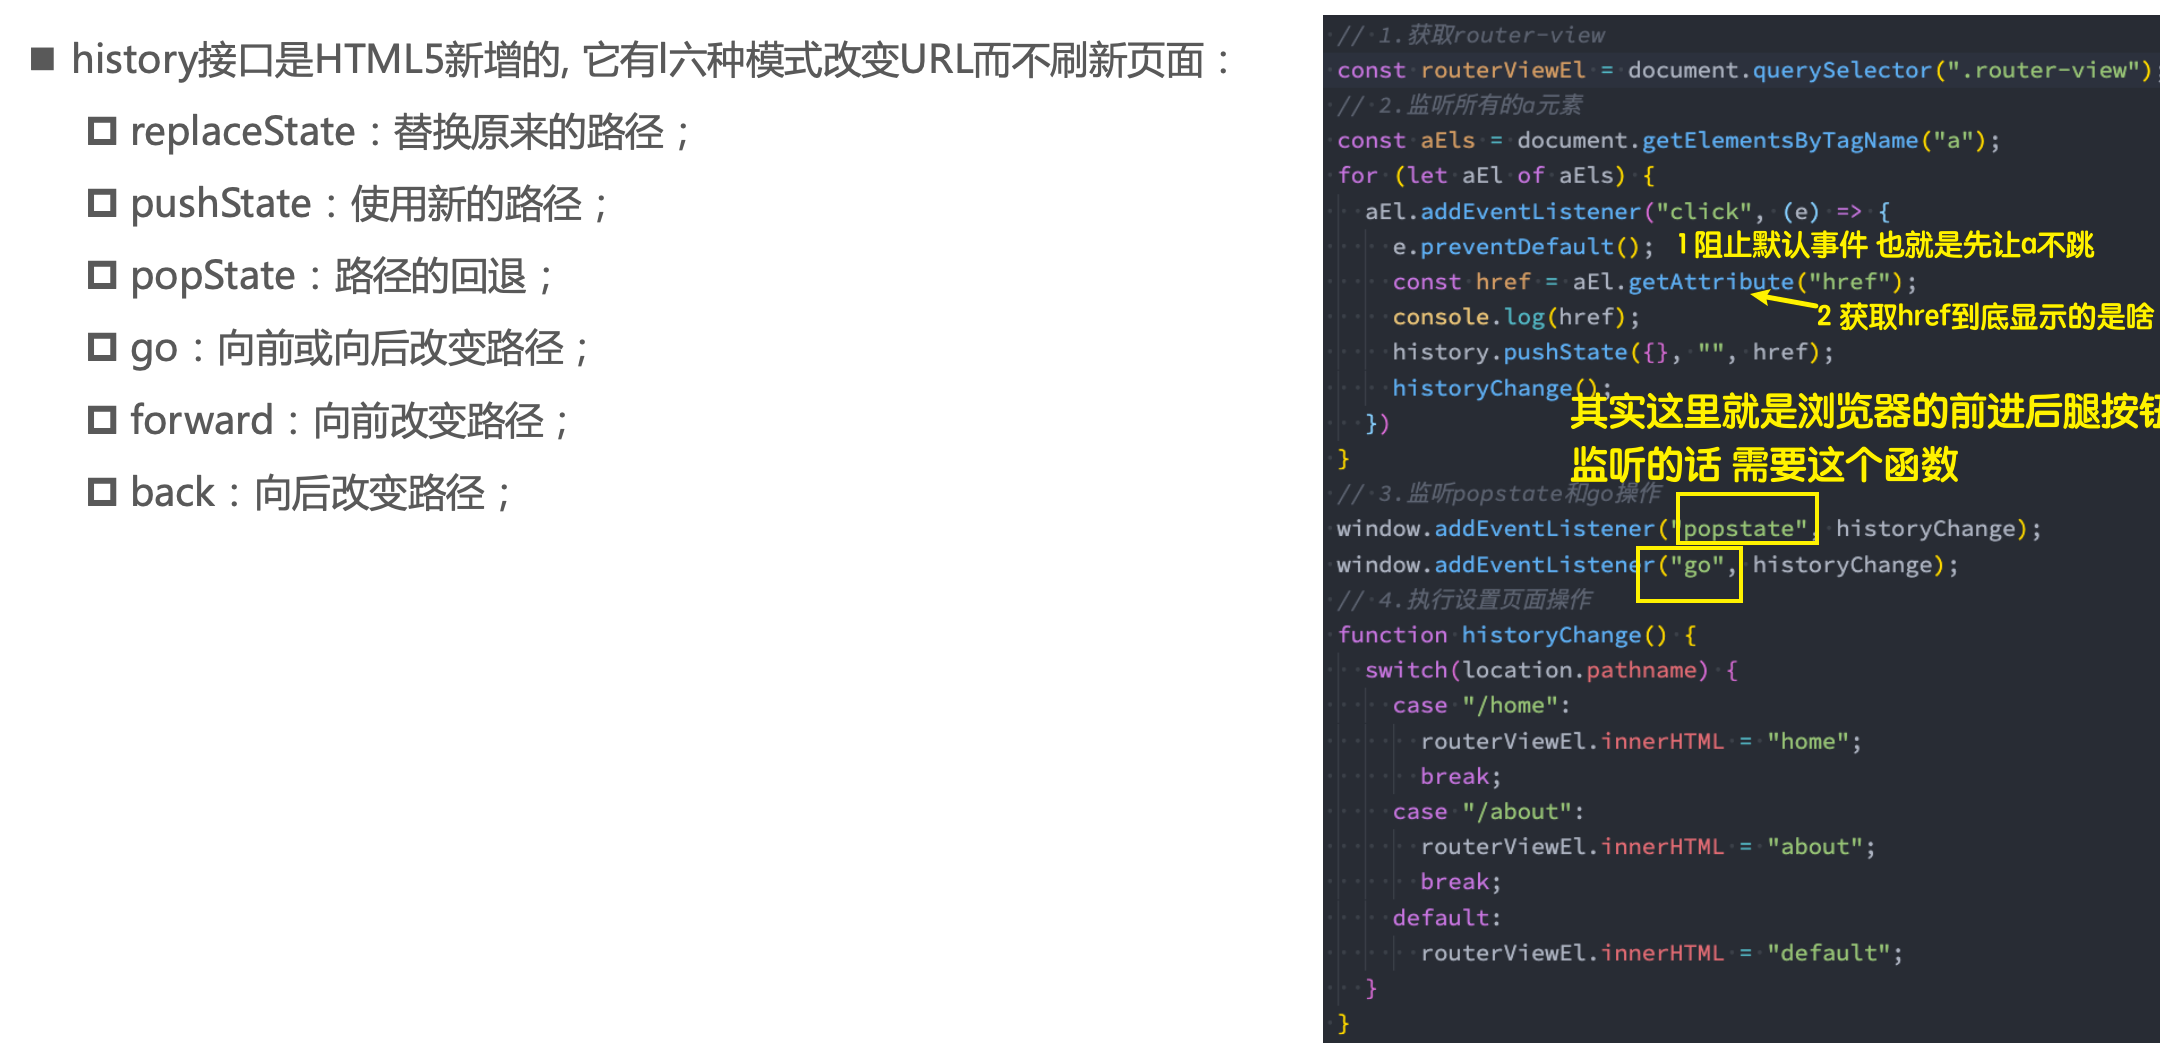 history接口是HTML5新增的, 它有l六种模式改变URL而不刷新页面：
replaceState：替换原来的路径；
pushState：使用新的路径；
popState：路径的回退；
go：向前或向后改变路径；
forward：向前改变路径；
back：向后改变路径；
// 1.获取router-view
const routerViewEl = document.querySelector(".router-view");
// 2.监听所有的a元素
const aEls = document.getElementsByTagName("a");
for (let aEl of aEls) {
aEl.addEventListener("click", (e) => {
e.preventDefault(); 1 阻止默认事件 也就是先让a不跳
const href = aEl.getAttribute("href");
console.log(href); 2 获取href到底显示的是啥
history.pushState({}, "", href);
historyChange();
其实这里就是浏览器的前进后腿按钮
})
}
监听的话 需要这个函数
// 3.监听popstate和go操作
window.addEventListener("popstate", historyChange);
window.addEventListener("go", historyChange);
// 4.执行设置页面操作
function historyChange() {
switch(location.pathname) {
case "/home":
routerViewEl.innerHTML = "home";
break;
case "/about":
routerViewEl.innerHTML = "about";
break;
default:
routerViewEl.innerHTML = "default";
}
}